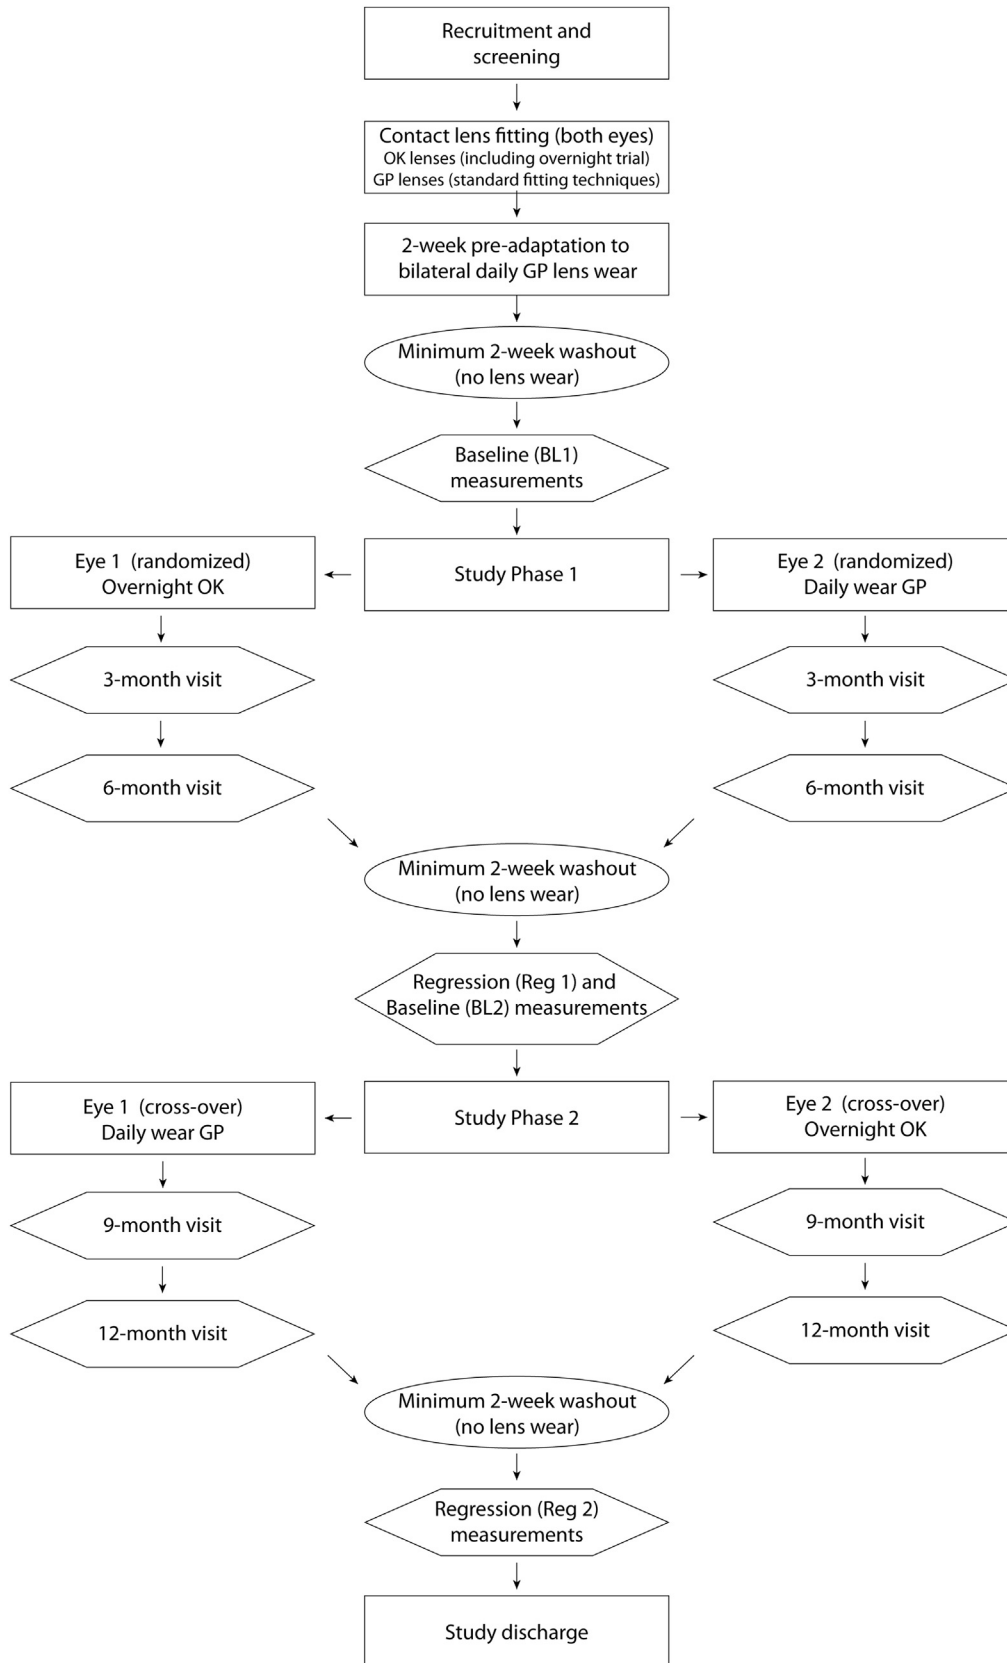 Recruitment and
screening
Contact lens fitting (both eyes)
OK lenses (including overnight trial)
GP lenses (standard fitting techniques)
2-week pre-adaptation to
bilateral daily GP lens wear
Minimum 2-week washout
(no lens wear)
Baseline (BL1)
measurements
Eye 1 (randomized)
Overnight OK
Study Phase 1
Eye 2 (randomized)
Daily wear GP
3-month visit
3-month visit
6-month visit
6-month visit
Minimum 2-week washout
(no lens wear)
Regression (Reg 1) and
Baseline (BL2) measurements
Eye 1 (cross-over)
Daily wear GP
Study Phase 2
Eye 2 (cross-over)
Overnight OK
9-month visit
9-month visit
12-month visit
12-month visit
Minimum 2-week washout
(no lens wear)
Regression (Reg 2)
measurements
Study discharge